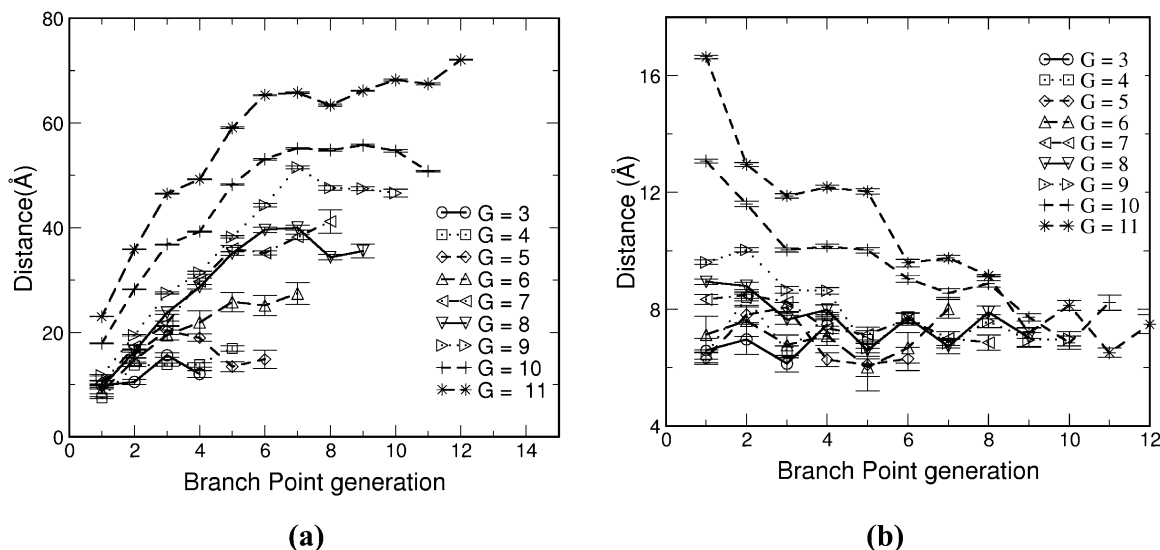 80
60
40
20
0
Distance(Å)
0 2 4 6 8 10 12 14
Branch Point generation
G = 3
G = 4
G = 5
G = 6
G = 7
G = 8
G = 9
G = 10
G = 11
(a)
16
12
8
4
Distance (Å)
0 2 4 6 8 10 12
Branch Point generation
G = 3
G = 4
G = 5
G = 6
G = 7
G = 8
G = 9
G = 10
G = 11
(b)